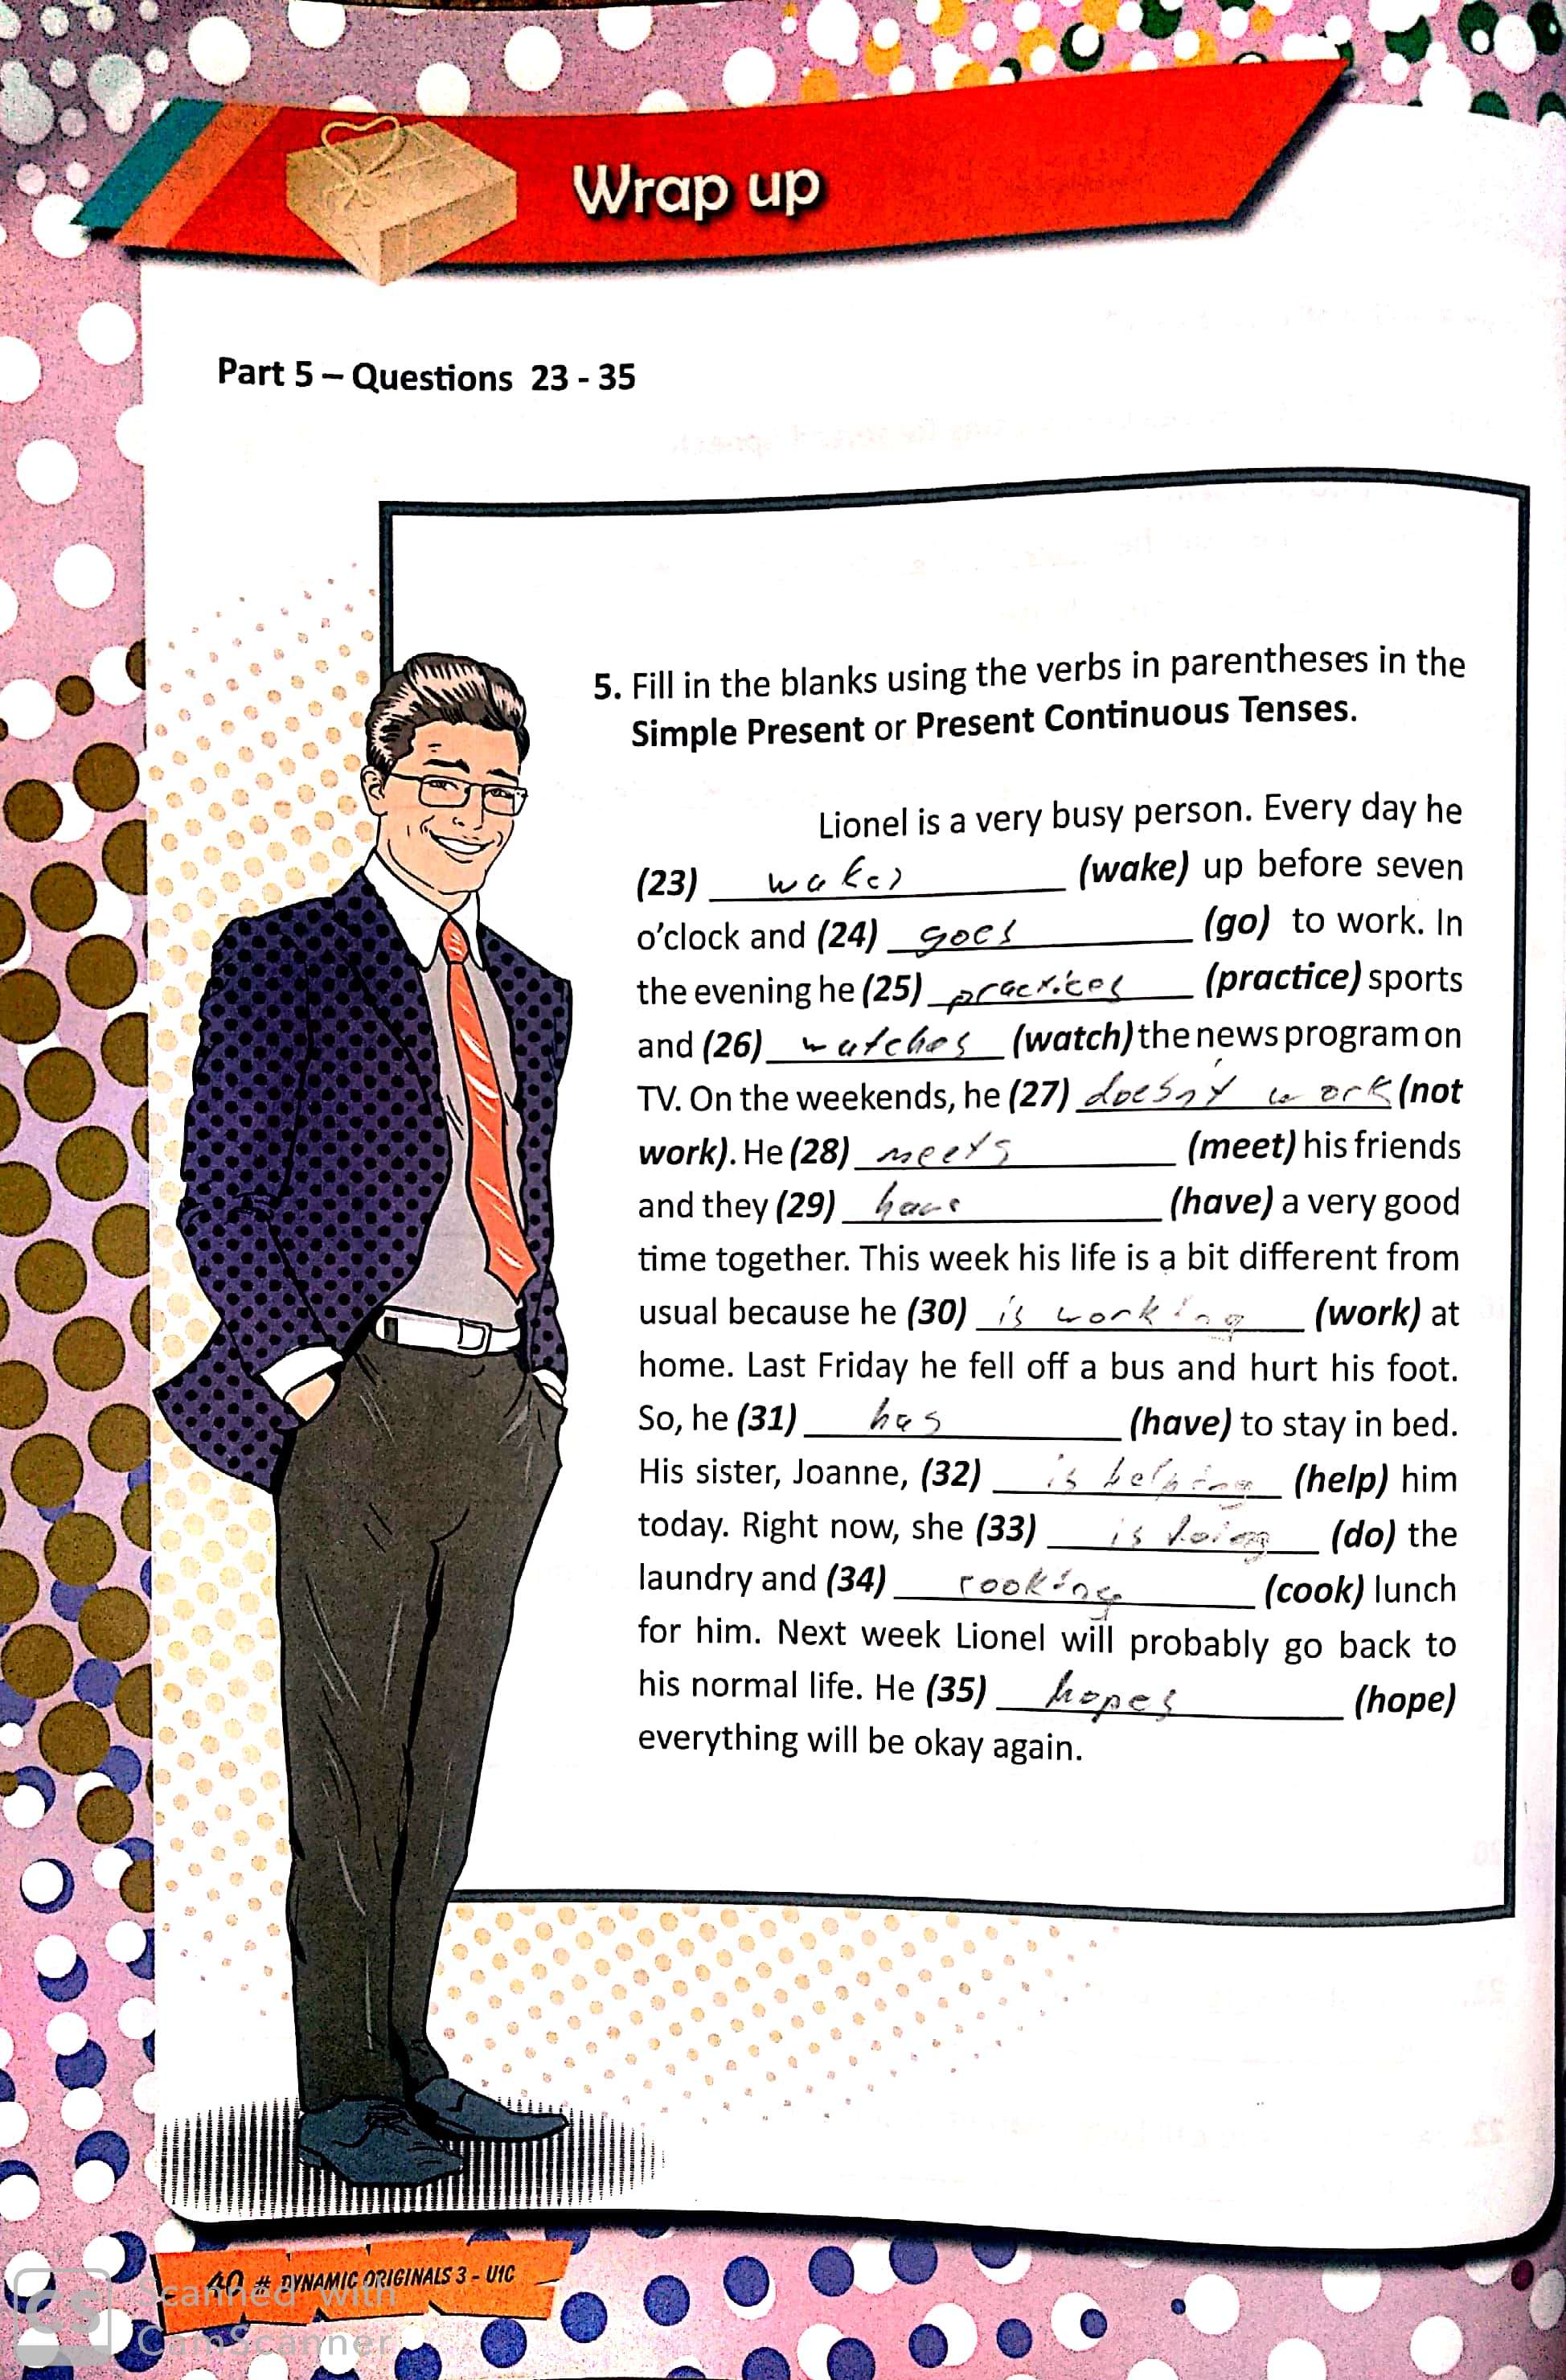 Wrap up
Part 5 – Questions 23 - 35
5. Fill in the blanks using the verbs in parentheses in the
Simple Present or Present Continuous Tenses.
Lionel is a very busy person. Every day he
(23) wakes (wake) up before seven
o'clock and (24) goes (go) to work. In
the evening he (25) practices (practice) sports
and (26) watches (watch) the news program on
TV. On the weekends, he (27) doesn't work (not
work). He (28) meets (meet) his friends
and they (29) have (have) a very good
time together. This week his life is a bit different from
usual because he (30) is working (work) at
home. Last Friday he fell off a bus and hurt his foot.
So, he (31) has (have) to stay in bed.
His sister, Joanne, (32) is helping (help) him
today. Right now, she (33) is doing (do) the
laundry and (34) cooking (cook) lunch
for him. Next week Lionel will probably go back to
his normal life. He (35) hopes (hope)
everything will be okay again.
40 # DYNAMIC ORIGINALS 3 - U1C
CS Scanned with
CamScanner